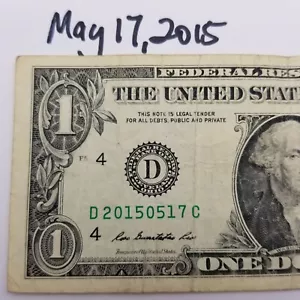 May 17, 2015
FEDERAL RES
THE UNITED STA
1
THIS NOTE IS LEGAL TENDER
FOR ALL DEBTS, PUBLIC AND PRIVATE
4
D
D 20150517 C
4
1
ONE D